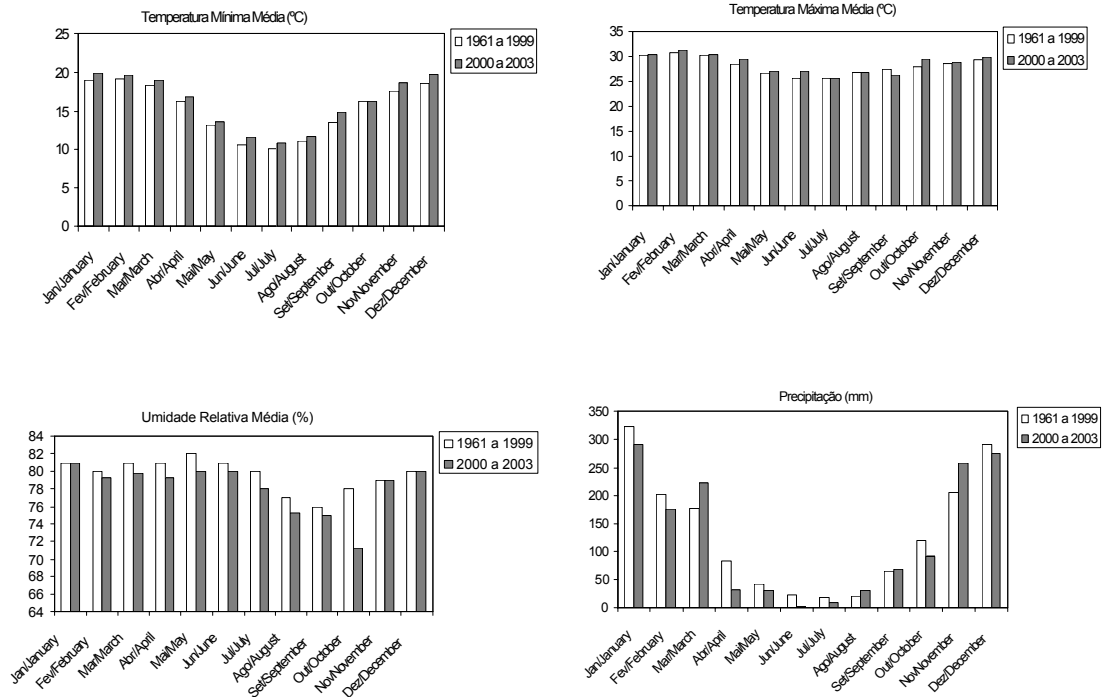 Temperatura Mínima Média (ºC)
25
20
15
10
5
0
Jan/January
Fev/February
Mar/March
Abr/April
Mai/May
Jun/June
Jul/July
Ago/August
Set/September
Out/October
Nov/November
Dez/December
1961 a 1999
2000 a 2003
Temperatura Máxima Média (ºC)
35
30
25
20
15
10
5
0
Jan/January
Fev/February
Mar/March
Abr/April
Mai/May
Jun/June
Jul/July
Ago/August
Set/September
Out/October
Nov/November
Dez/December
1961 a 1999
2000 a 2003
Umidade Relativa Média (%)
84
82
80
78
76
74
72
70
68
66
64
Jan/January
Fev/February
Mar/March
Abr/April
Mai/May
Jun/June
Jul/July
Ago/August
Set/September
Out/October
Nov/November
Dez/December
1961 a 1999
2000 a 2003
Precipitação (mm)
350
300
250
200
150
100
50
0
Jan/January
Fev/February
Mar/March
Abr/April
Mai/May
Jun/June
Jul/July
Ago/August
Set/September
Out/October
Nov/November
Dez/December
1961 a 1999
2000 a 2003